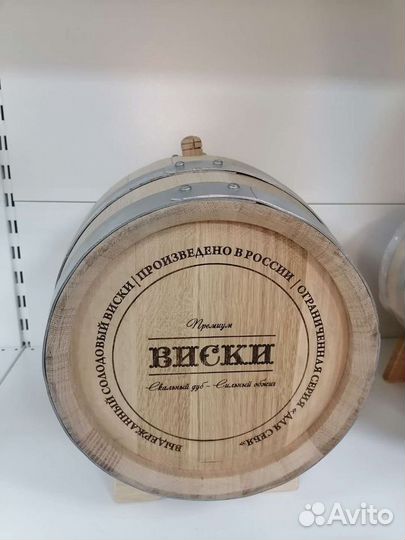 ВЫДЕРЖАННЫЙ СОЛОДОВЫЙ ВИСКИ | ПРОИЗВЕДЕНО В РОССИИ | ОГРАНИЧЕННАЯ СЕРИЯ «ДЛЯ СЕБЯ»
Премиум
ВИСКИ
-Скальный дуб- -Сильный обжиг
Avito